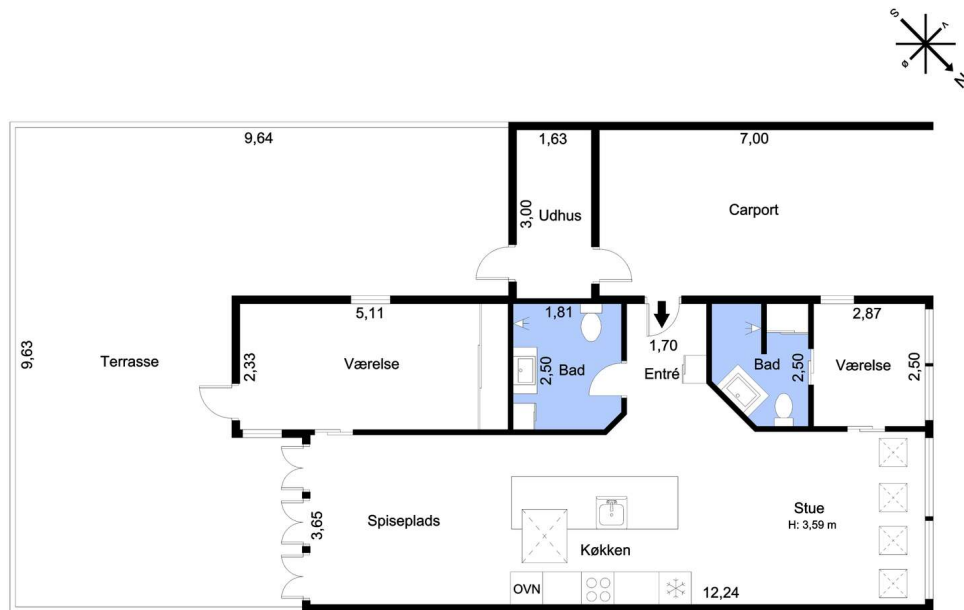 S
V
Ø
N
9,64
1,63
7,00
3,00
Udhus
Carport
5,11
1,81
1,70
2,87
9,63
Terrasse
2,33
Værelse
2,50
Bad
Entré
Bad
2,50
Værelse
2,50
3,65
Spiseplads
Stue
H: 3,59 m
Køkken
OVN
12,24